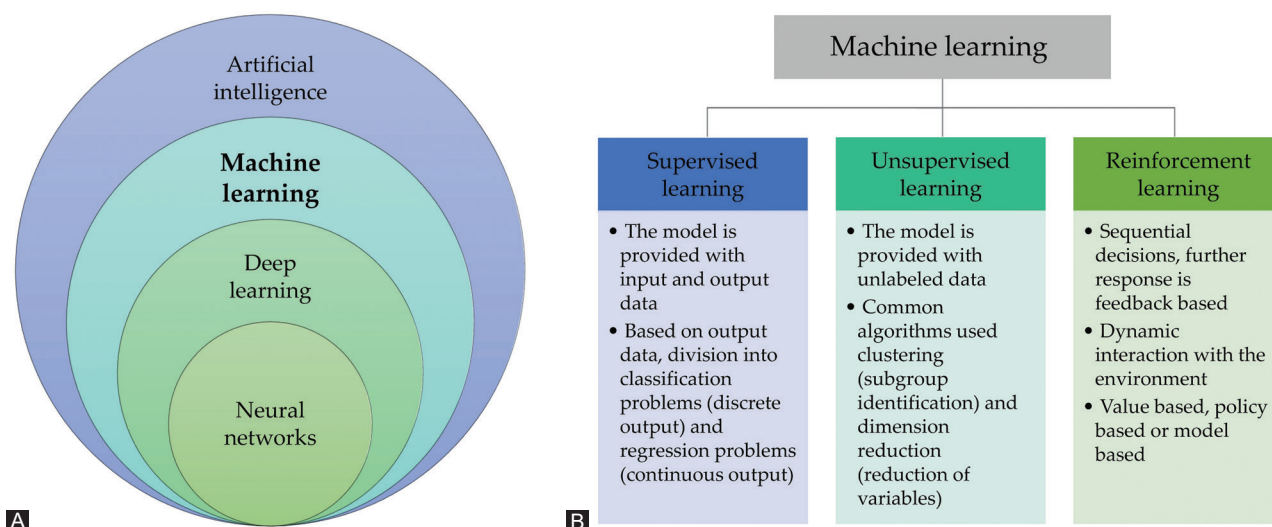 Artificial
intelligence
Machine
learning
Deep
learning
Neural
networks
A
Machine learning
Supervised
learning
• The model is
provided with
input and output
data
• Based on output
data, division into
classification
problems (discrete
output) and
regression problems
(continuous output)
Unsupervised
learning
• The model is
provided with
unlabeled data
• Common
algorithms used
clustering
(subgroup
identification) and
dimension
reduction
(reduction of
variables)
Reinforcement
learning
• Sequential
decisions, further
response is
feedback based
• Dynamic
interaction with the
environment
• Value based, policy
based or model
based
B